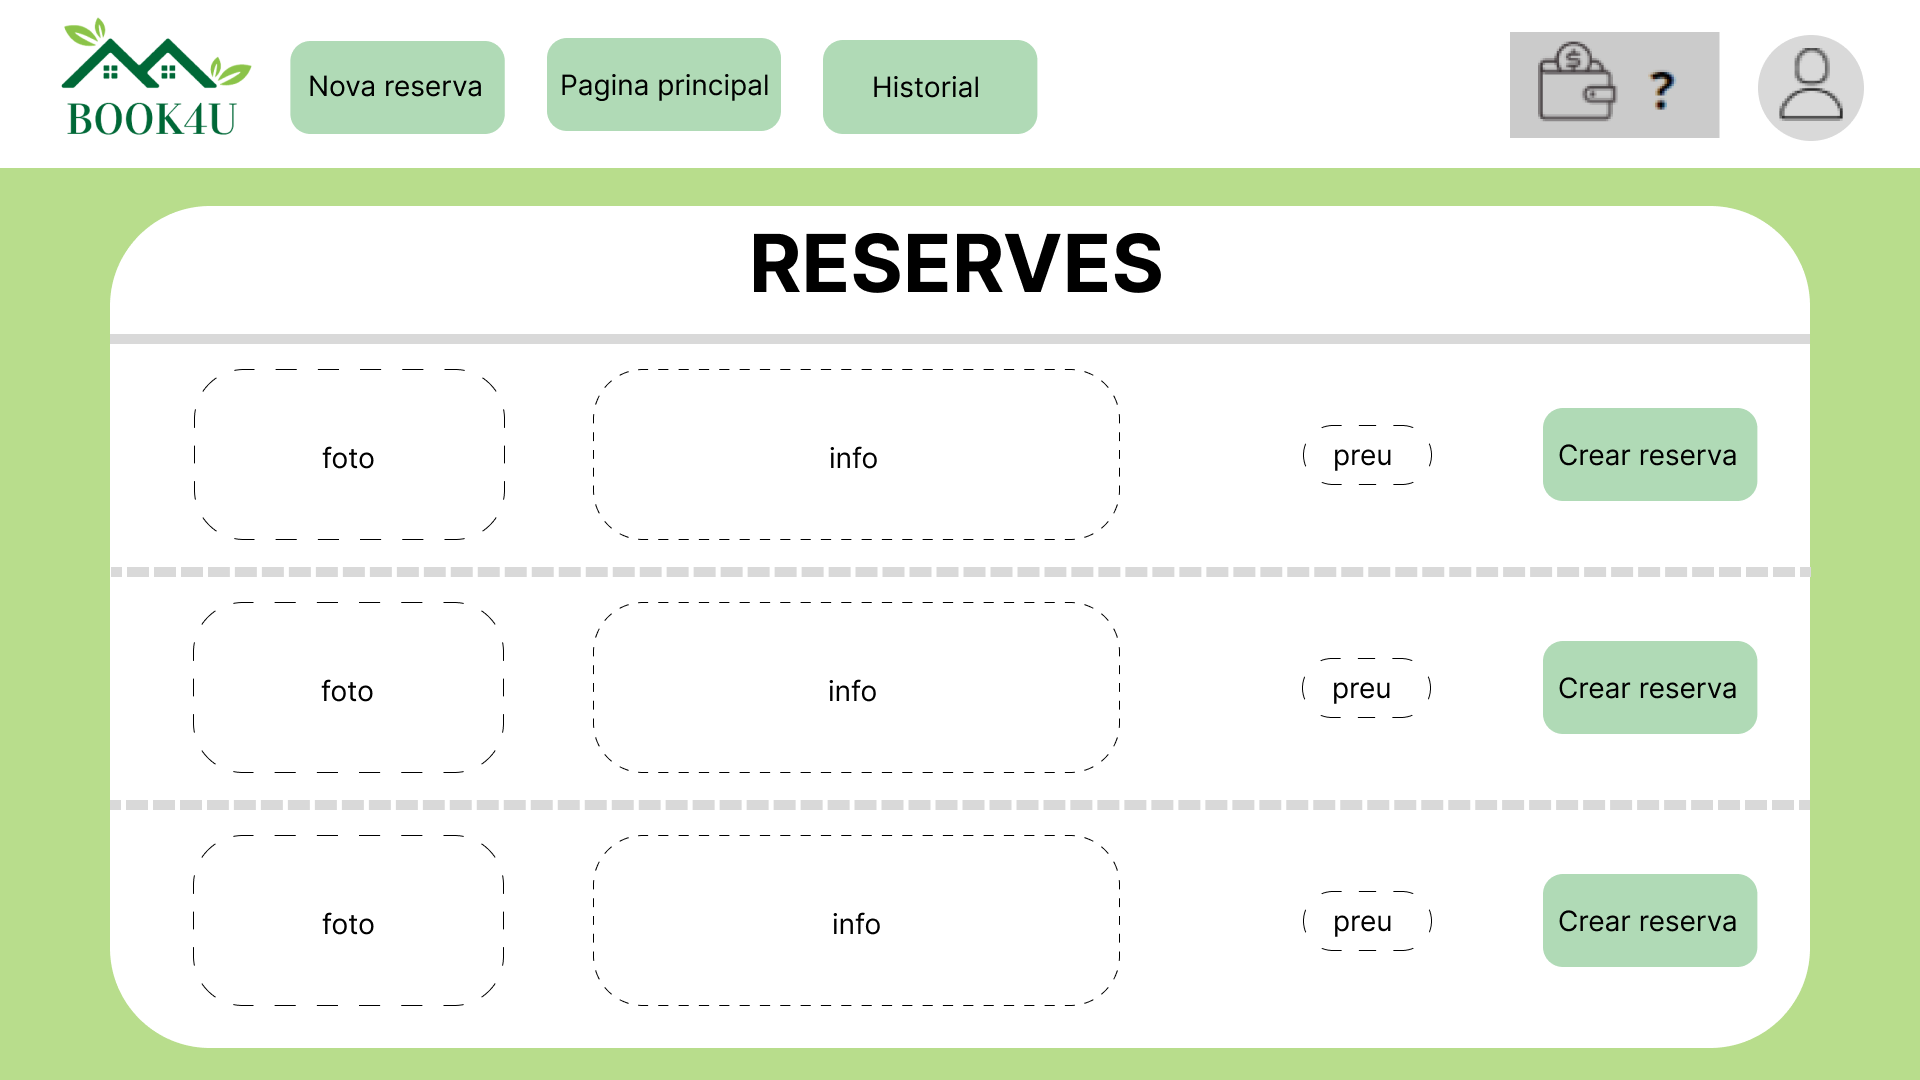 BOOK4U
Nova reserva
Pagina principal
Historial
$
?
RESERVES
foto
info
preu
Crear reserva
foto
info
preu
Crear reserva
foto
info
preu
Crear reserva